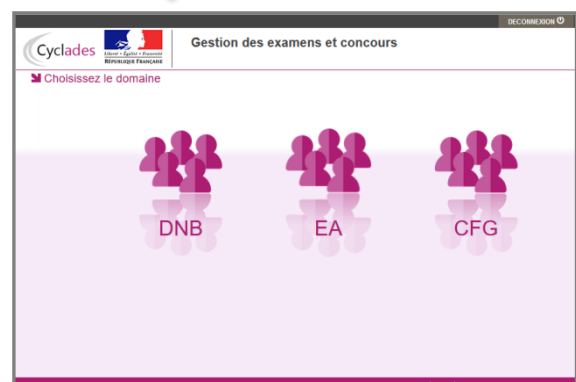 DECONNEXION
Cyclades
Liberté • Égalité • Fraternité
RÉPUBLIQUE FRANÇAISE
Gestion des examens et concours
Choisissez le domaine
DNB EA CFG